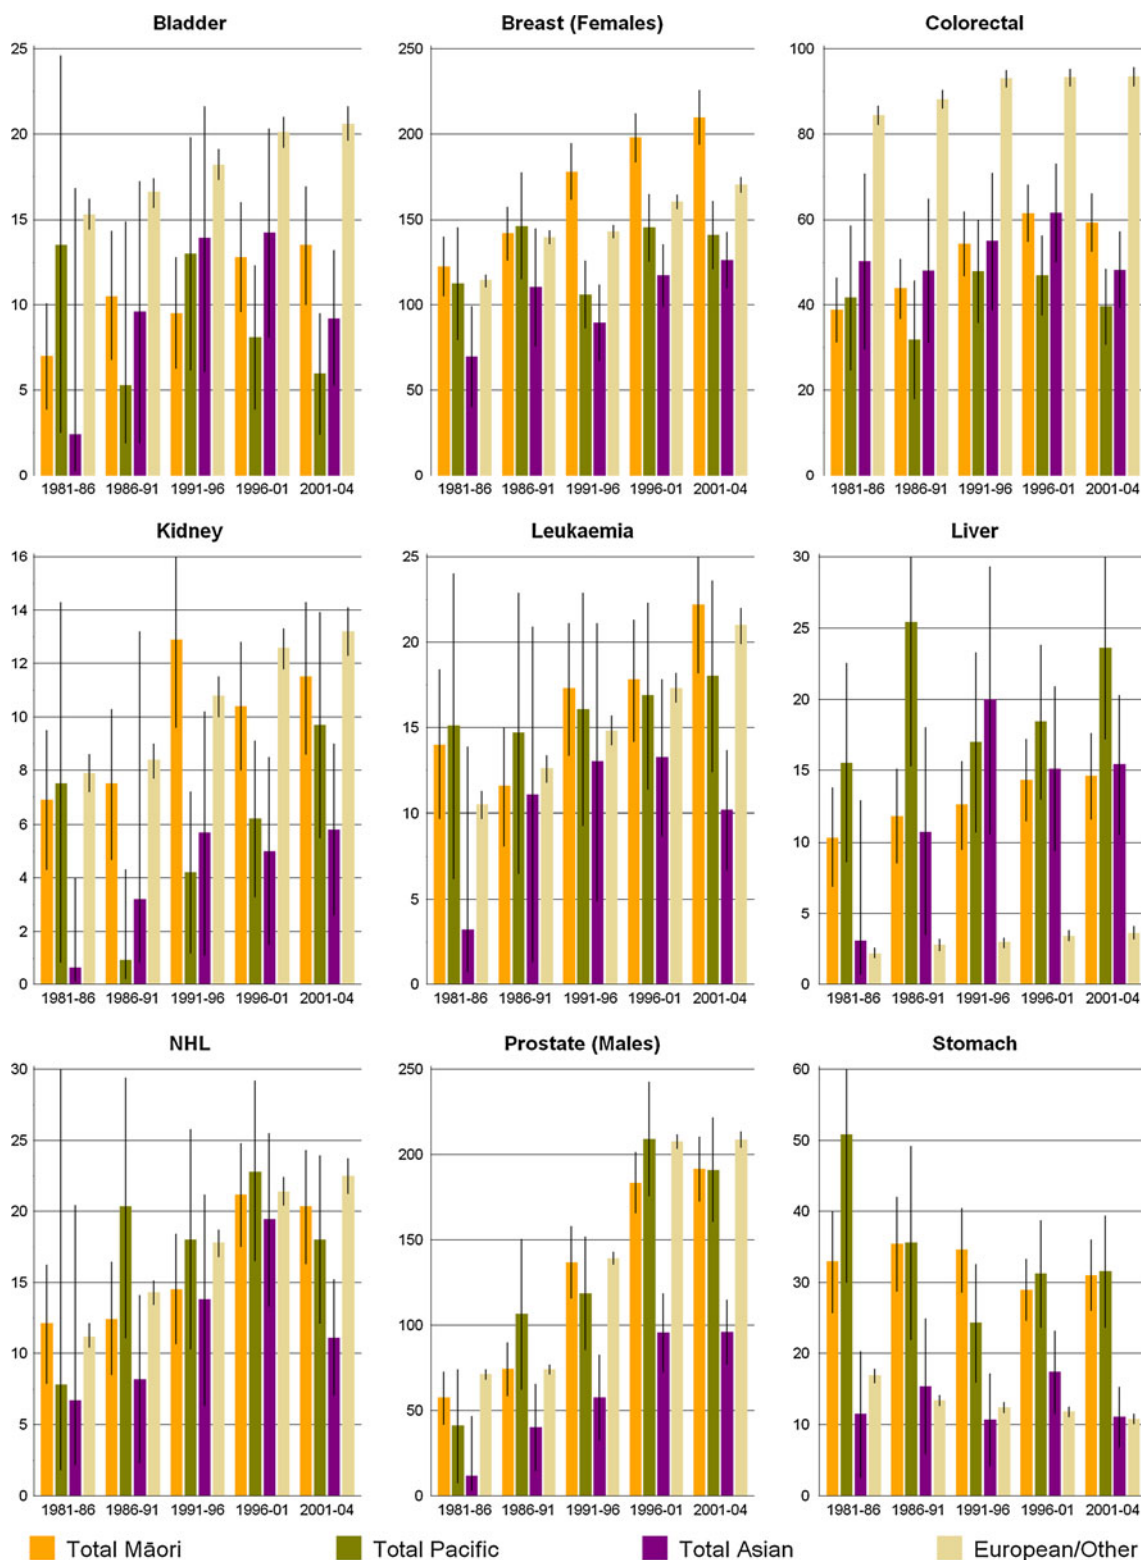 Bladder Breast (Females) Colorectal
25 250 100
20 200 80
15 150 60
10 100 40
5 50 20
0 0 0
1981-86 1986-91 1991-96 1996-01 2001-04 1981-86 1986-91 1991-96 1996-01 2001-04 1981-86 1986-91 1991-96 1996-01 2001-04
Kidney Leukaemia Liver
16 25 30
14
25
12 20
10 20
15
8 15
6 10
10
4
5 5
2
0 0 0
1981-86 1986-91 1991-96 1996-01 2001-04 1981-86 1986-91 1991-96 1996-01 2001-04 1981-86 1986-91 1991-96 1996-01 2001-04
NHL Prostate (Males) Stomach
30 250 60
25 200 50
20 40
150
15 30
100
10 20
5 50 10
0 0 0
1981-86 1986-91 1991-96 1996-01 2001-04 1981-86 1986-91 1991-96 1996-01 2001-04 1981-86 1986-91 1991-96 1996-01 2001-04
Total Māori Total Pacific Total Asian European/Other